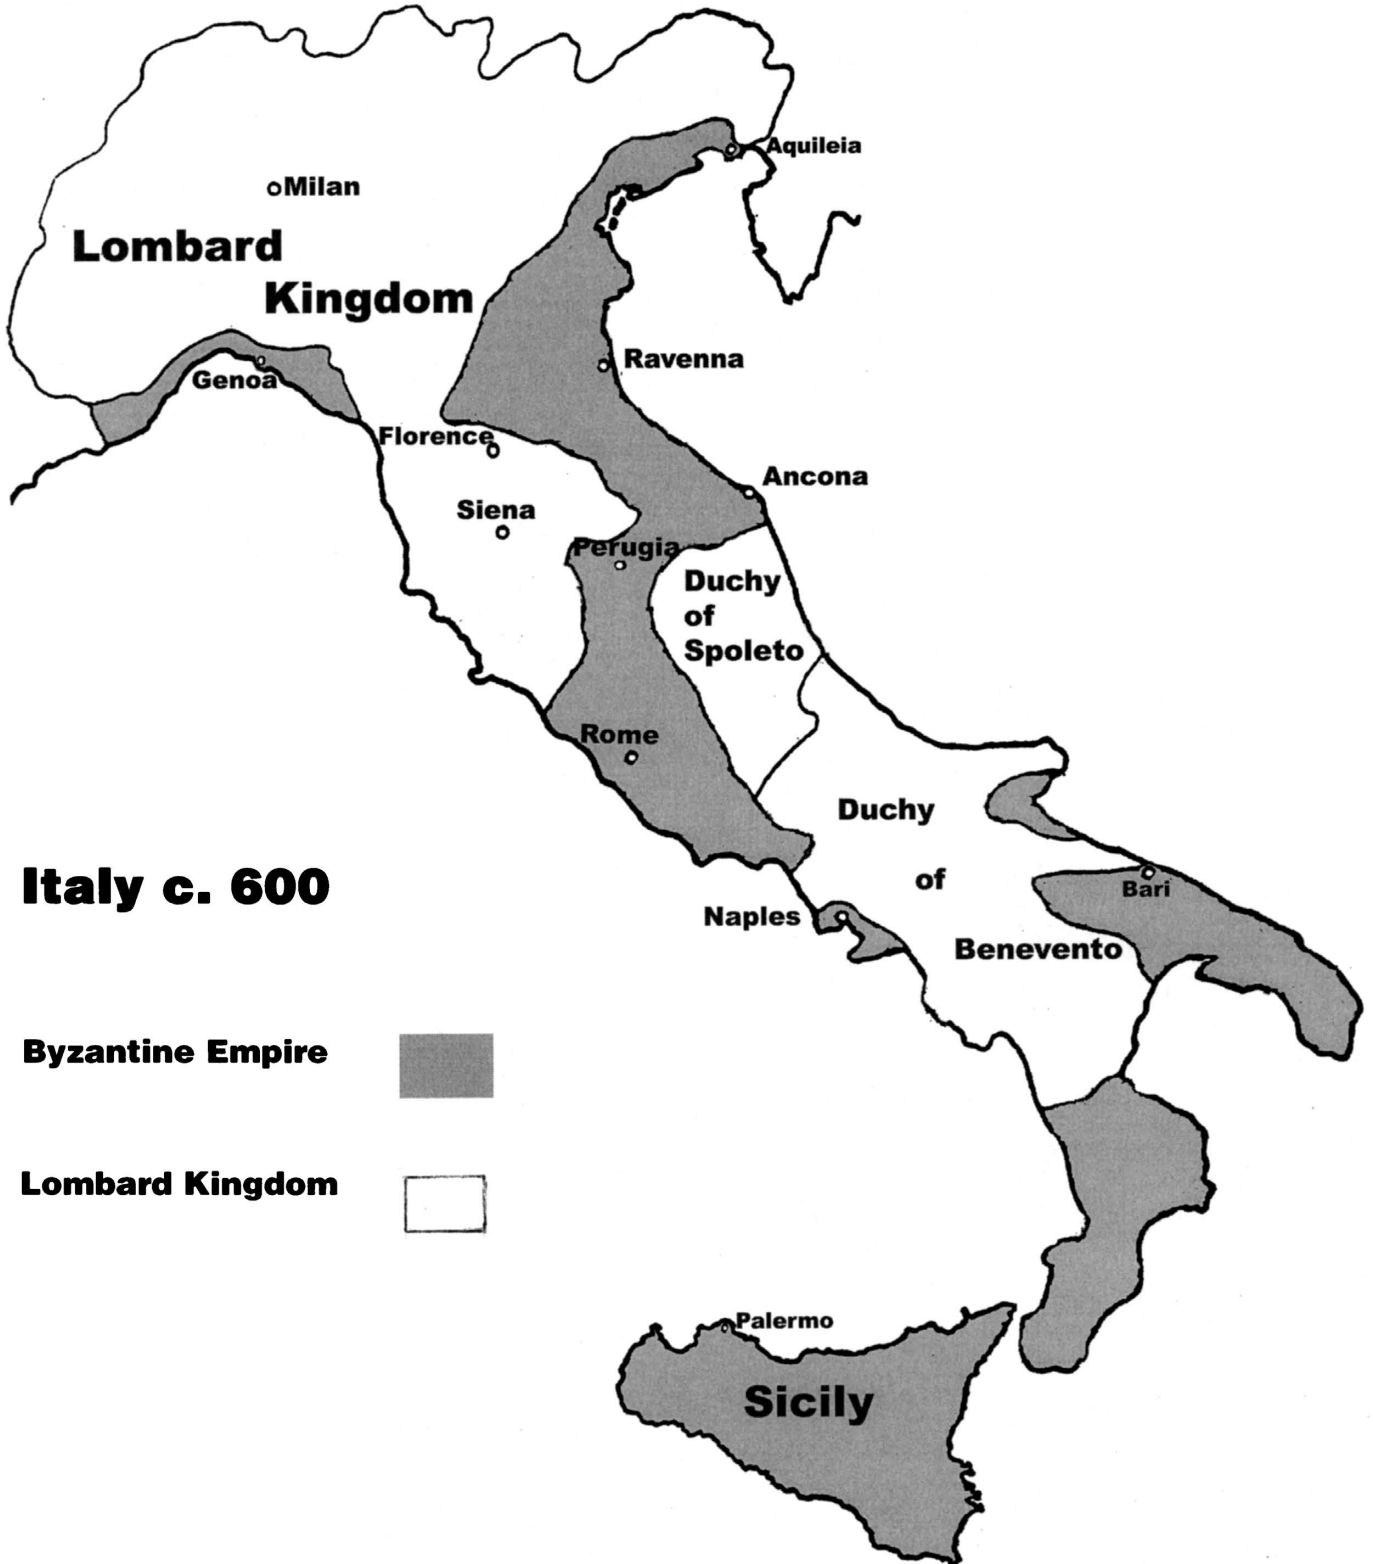 Aquileia
Milan
Lombard
Kingdom
Ravenna
Genoa
Florence
Ancona
Siena
Perugia
Duchy
of
Spoleto
Rome
Duchy
of
Benevento
Bari
Naples
Italy c. 600
Byzantine Empire
Lombard Kingdom
Palermo
Sicily